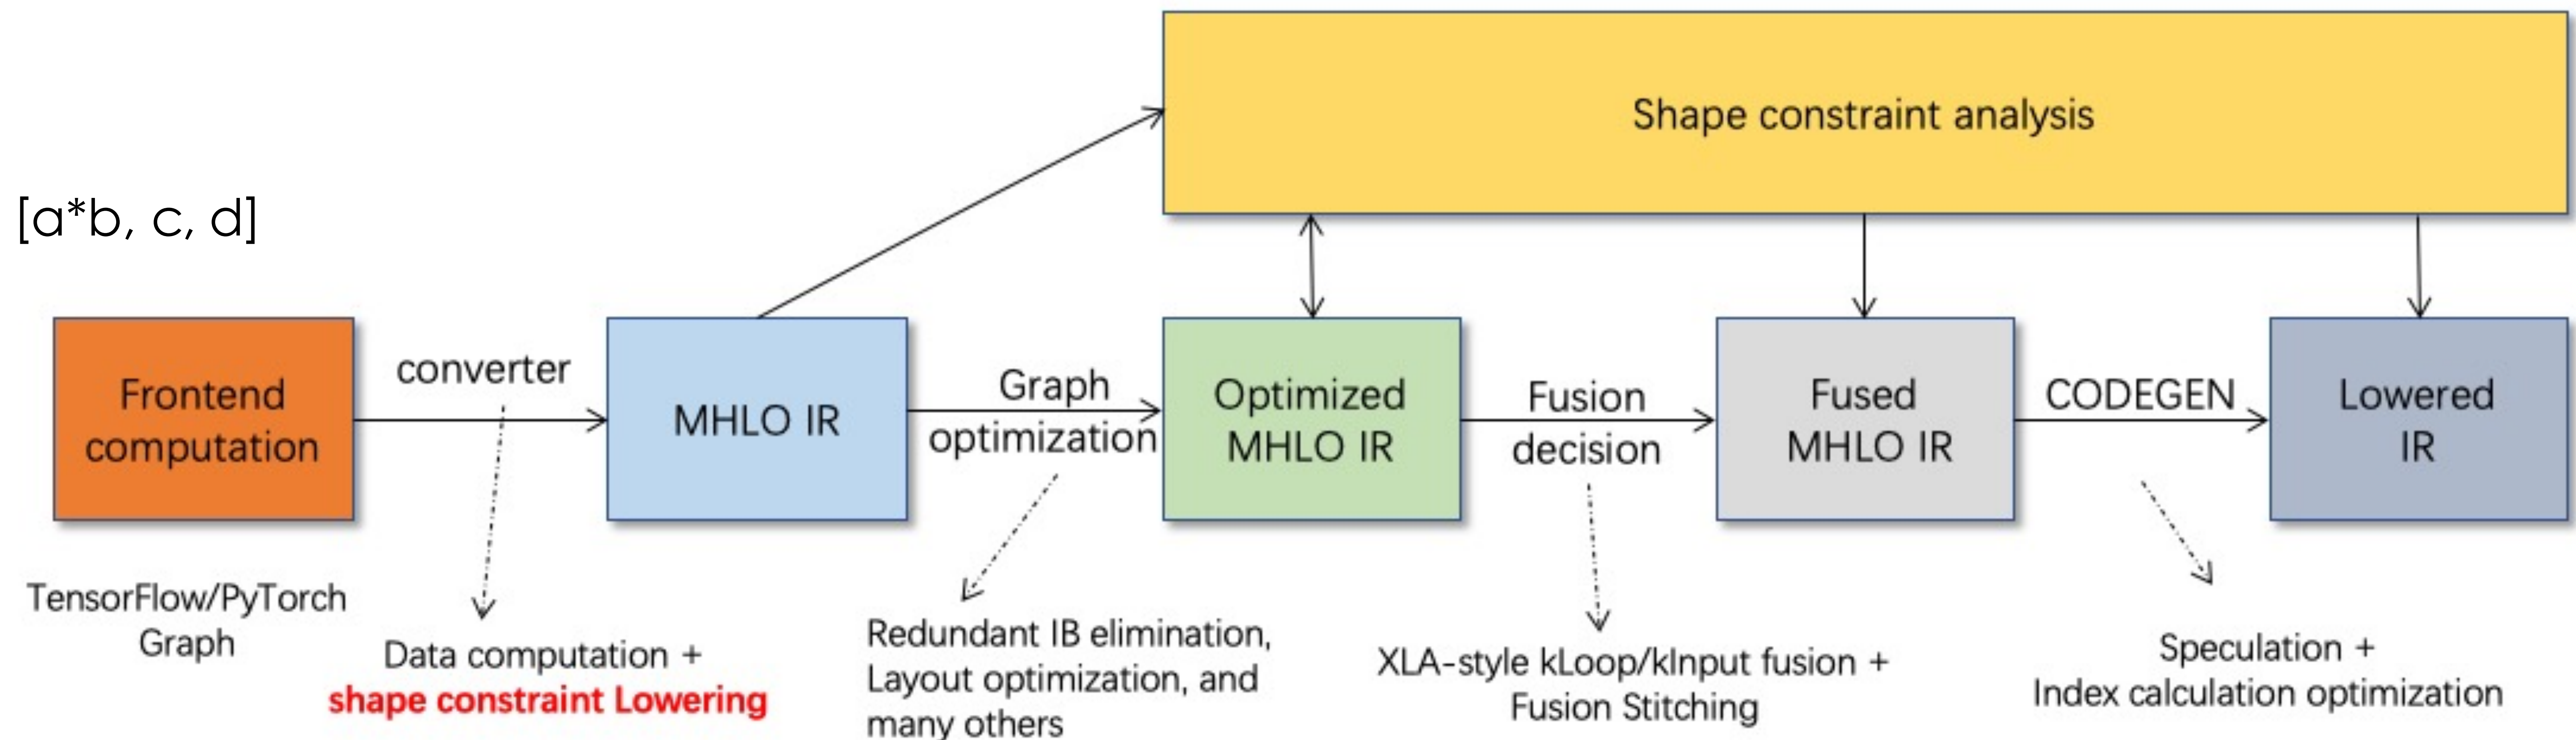 Shape constraint analysis
[a*b, c, d]
Frontend
computation
converter
MHLO IR
Graph
optimization
Optimized
MHLO IR
Fusion
decision
Fused
MHLO IR
CODEGEN
Lowered
IR
TensorFlow/PyTorch
Graph
Data computation +
shape constraint Lowering
Redundant IB elimination,
Layout optimization, and
many others
XLA-style kLoop/kInput fusion +
Fusion Stitching
Speculation +
Index calculation optimization